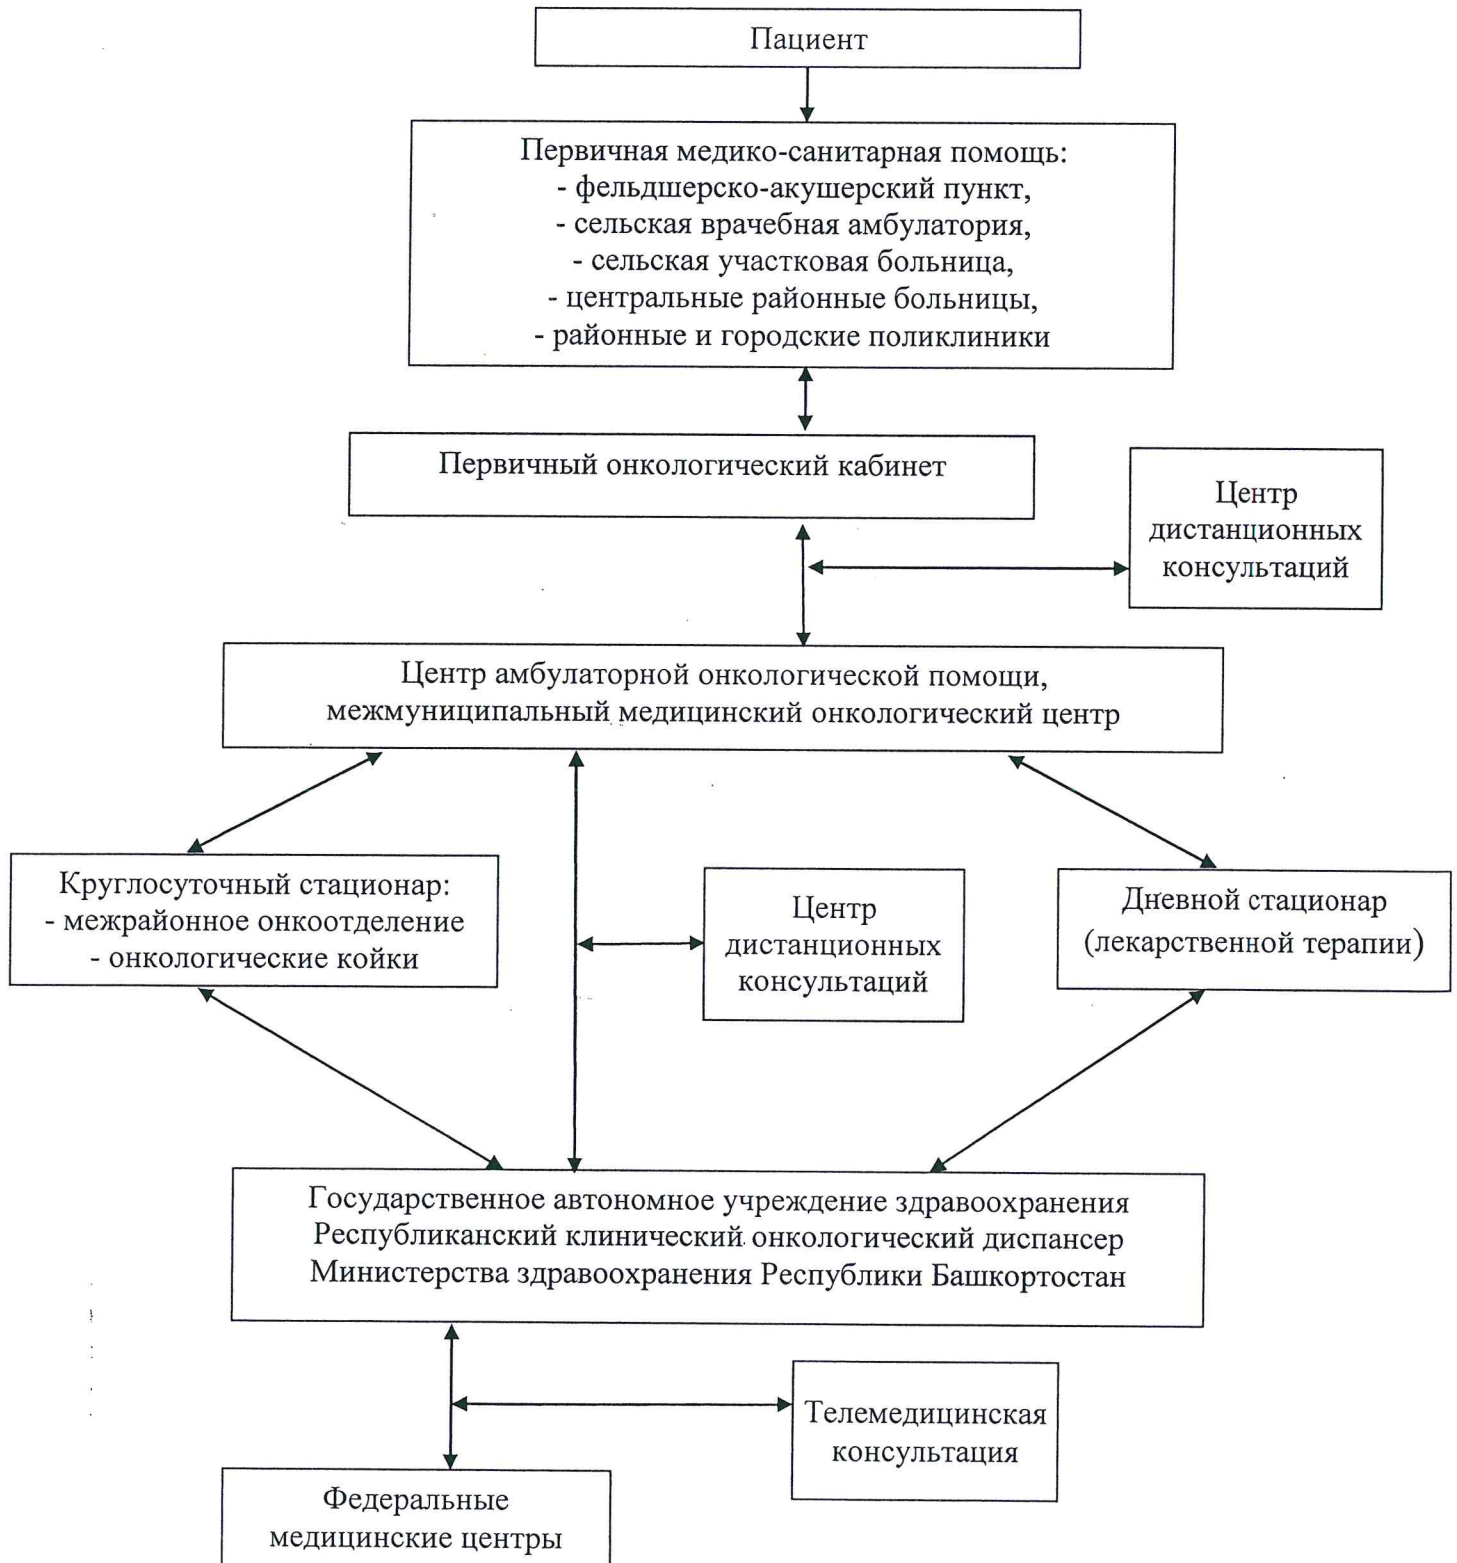 Пациент
Первичная медико-санитарная помощь:
- фельдшерско-акушерский пункт,
- сельская врачебная амбулатория,
- сельская участковая больница,
- центральные районные больницы,
- районные и городские поликлиники
Первичный онкологический кабинет
Центр
дистанционных
консультаций
Центр амбулаторной онкологической помощи,
межмуниципальный медицинский онкологический центр
Круглосуточный стационар:
- межрайонное онкоотделение
- онкологические койки
Центр
дистанционных
консультаций
Дневной стационар
(лекарственной терапии)
Государственное автономное учреждение здравоохранения
Республиканский клинический онкологический диспансер
Министерства здравоохранения Республики Башкортостан
Телемедицинская
консультация
Федеральные
медицинские центры